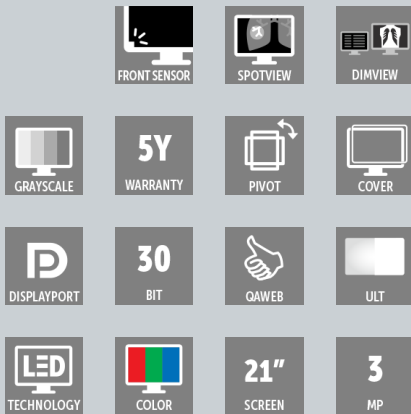 FRONT SENSOR
SPOTVIEW
DIMVIEW
GRAYSCALE
5Y
WARRANTY
PIVOT
COVER
DISPLAYPORT
30
BIT
QAWEB
ULT
LED
TECHNOLOGY
COLOR
21"
SCREEN
3
MP